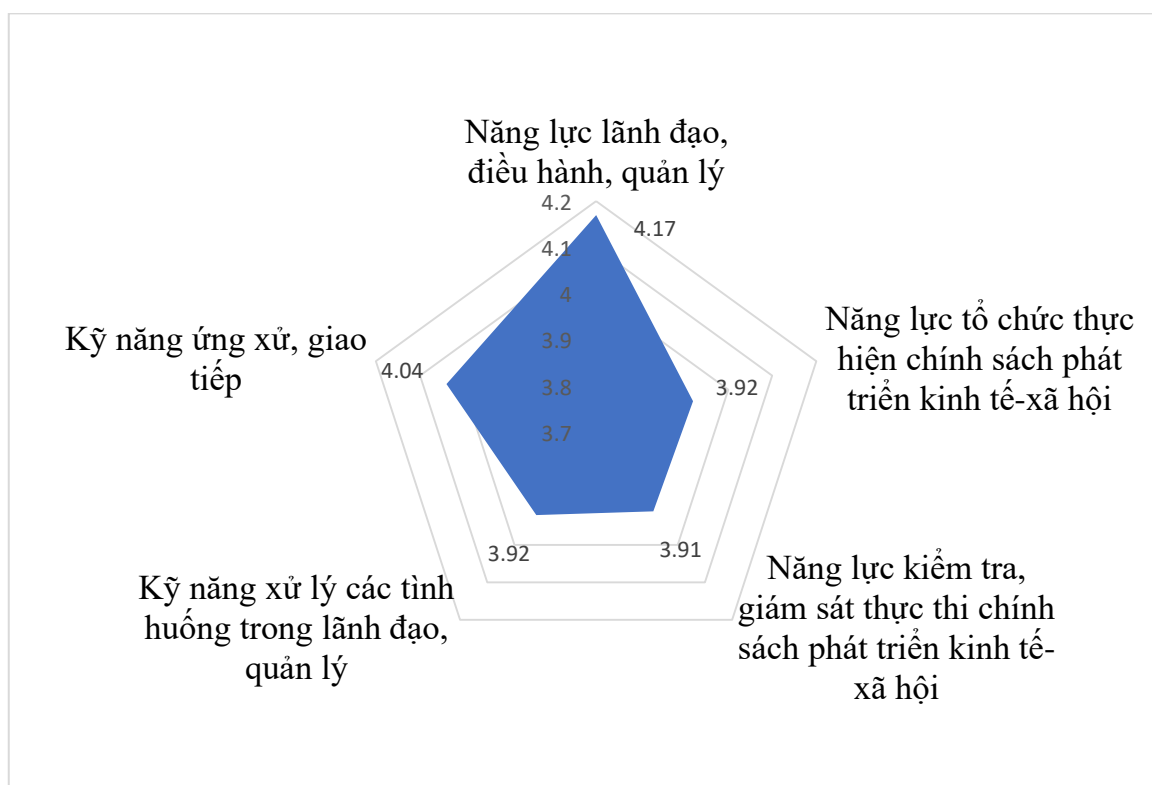 Năng lực lãnh đạo,
điều hành, quản lý
4.2
4.17
4.1
4
3.9
3.8
3.7
Năng lực tổ chức thực
hiện chính sách phát
triển kinh tế-xã hội
3.92
Năng lực kiểm tra,
giám sát thực thi chính
sách phát triển kinh tế-
xã hội
3.91
Kỹ năng xử lý các tình
huống trong lãnh đạo,
quản lý
3.92
Kỹ năng ứng xử, giao
tiếp
4.04